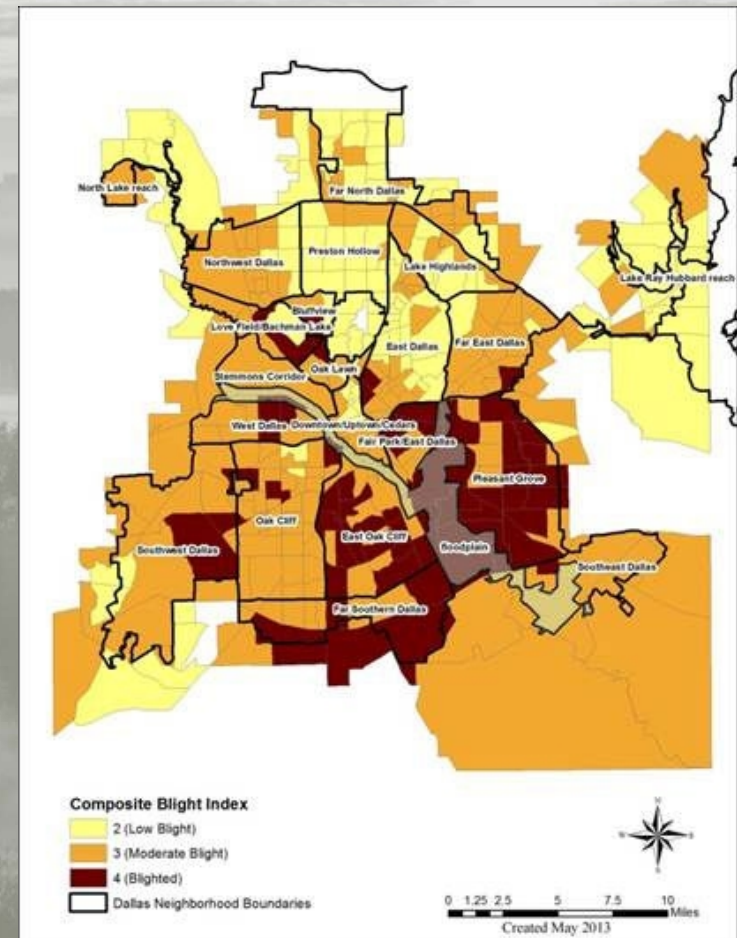 North Lake reach
Far North Dallas
Northwest Dallas
Preston Hollow
Lake Highlands
Lake Ray Hubbard reach
Bluffview
Love Field/Bachman Lake
East Dallas
Far East Dallas
Oak Lawn
Stemmons Corridor
West Dallas
Downtown/Uptown/Cedars
Fair Park/East Dallas
Pleasant Grove
Oak Cliff
East Oak Cliff
floodplain
Southwest Dallas
Southeast Dallas
Far Southern Dallas
Composite Blight Index
2 (Low Blight)
3 (Moderate Blight)
4 (Blighted)
Dallas Neighborhood Boundaries
N
W
E
S
0 1.25 2.5 5 7.5 10
Miles
Created May 2013